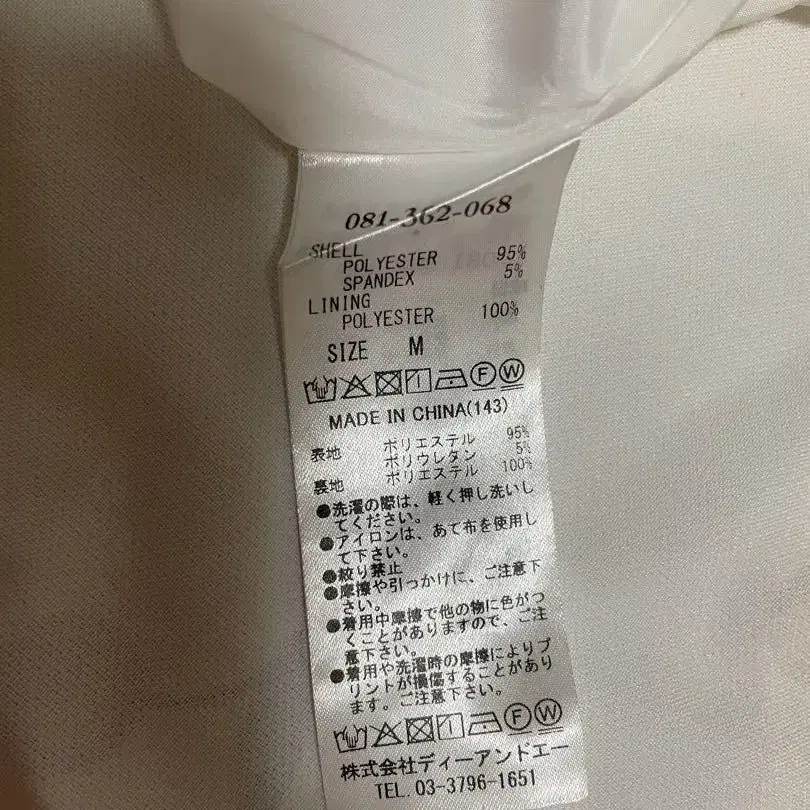 081-362-068
SHELL
POLYESTER 95%
SPANDEX 5%
LINING
POLYESTER 100%
SIZE M
F W
MADE IN CHINA(143)
表地 ポリエステル 95%
ポリウレタン 5%
裏地 ポリエステル 100%
●洗濯の際は、軽く押し洗いし
てください。
●アイロンは、あて布を使用し
て下さい。
●絞り禁止
●摩擦や引っかけに、ご注意下
さい。
●着用中摩擦で他の物に色がつ
くことがありますので、ご注
意下さい。
●着用や洗濯時の摩擦によりプ
リントが損傷することがあり
ます。ご注意下さい。
F W
株式会社ディーアンドエー
TEL. 03-3796-1651